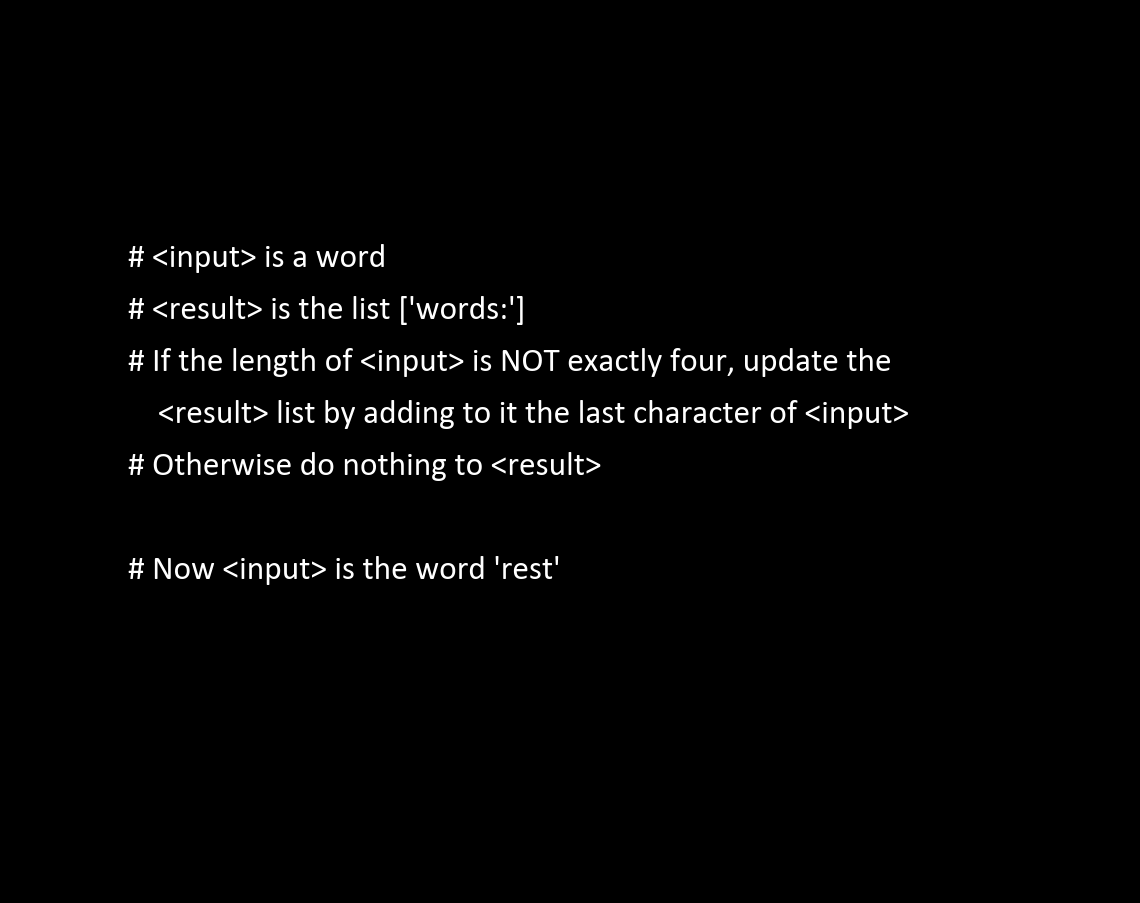 # <input> is a word
# <result> is the list ['words:']
# If the length of <input> is NOT exactly four, update the
<result> list by adding to it the last character of <input>
# Otherwise do nothing to <result>
# Now <input> is the word 'rest'